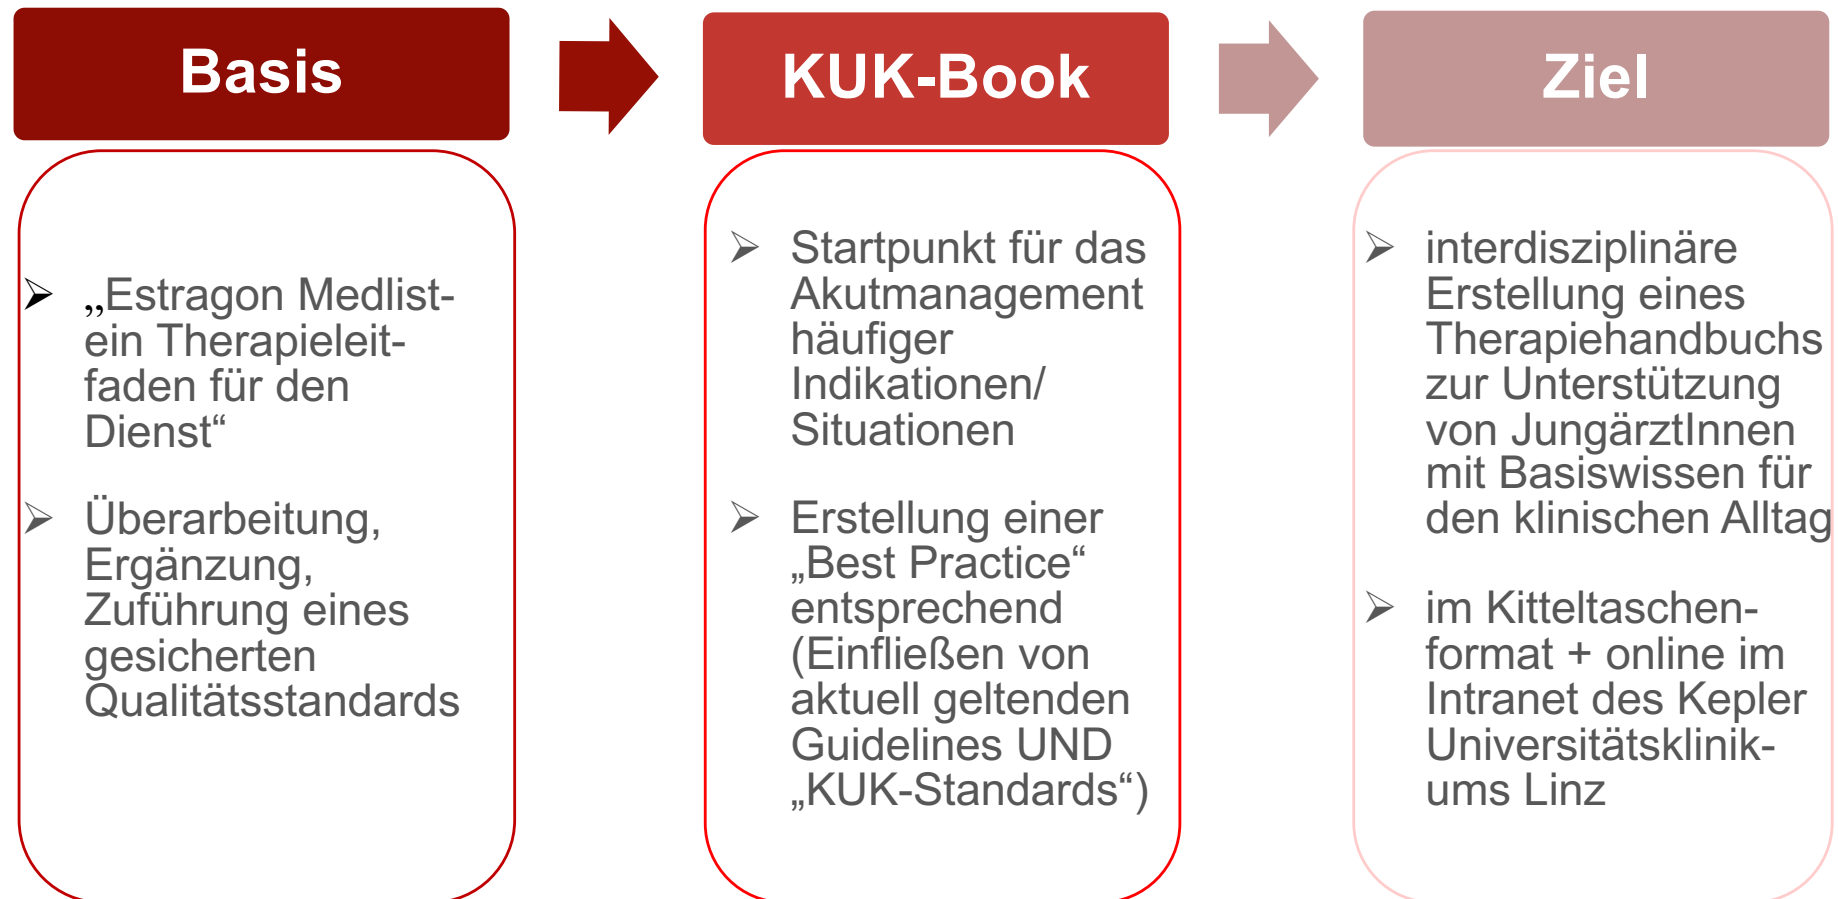 Basis
„Estragon Medlist-
ein Therapieleit-
faden für den
Dienst“
Überarbeitung,
Ergänzung,
Zuführung eines
gesicherten
Qualitätsstandards
KUK-Book
Startpunkt für das
Akutmanagement
häufiger
Indikationen/
Situationen
Erstellung einer
„Best Practice“
entsprechend
(Einfließen von
aktuell geltenden
Guidelines UND
„KUK-Standards“)
Ziel
interdisziplinäre
Erstellung eines
Therapiehandbuchs
zur Unterstützung
von JungärztInnen
mit Basiswissen für
den klinischen Alltag
im Kitteltaschen-
format + online im
Intranet des Kepler
Universitätsklinik-
ums Linz